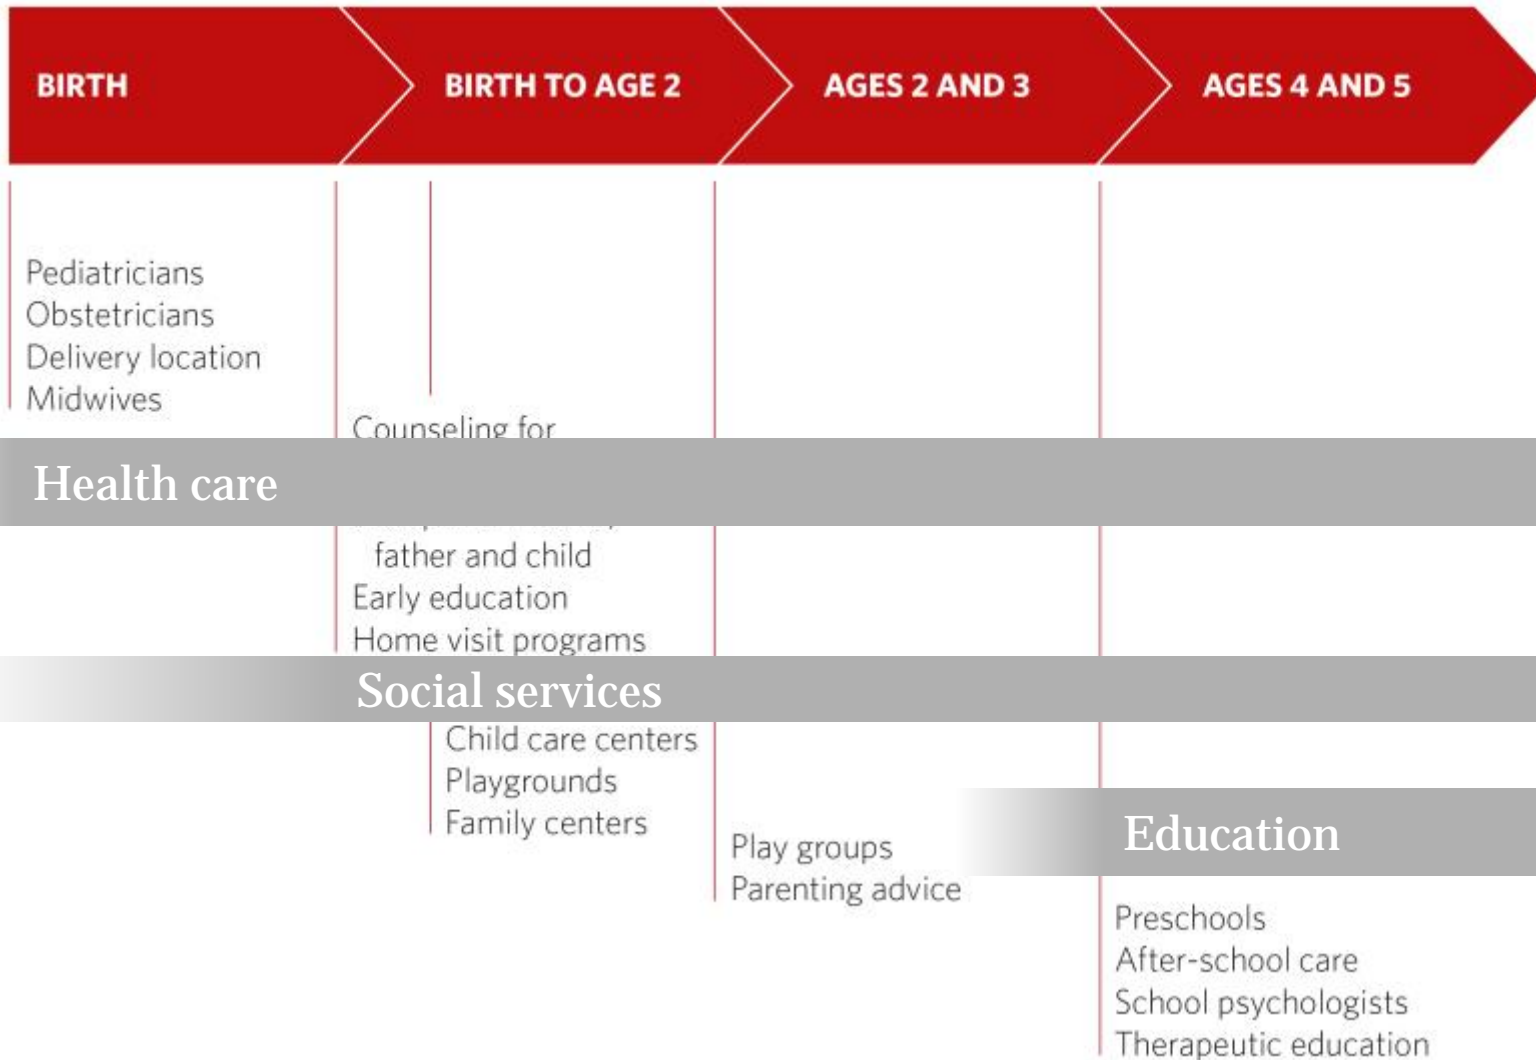 BIRTH
BIRTH TO AGE 2
AGES 2 AND 3
AGES 4 AND 5
Pediatricians
Obstetricians
Delivery location
Midwives
Counseling for
Health care
father and child
Early education
Home visit programs
Social services
Child care centers
Playgrounds
Family centers
Play groups
Parenting advice
Education
Preschools
After-school care
School psychologists
Therapeutic education